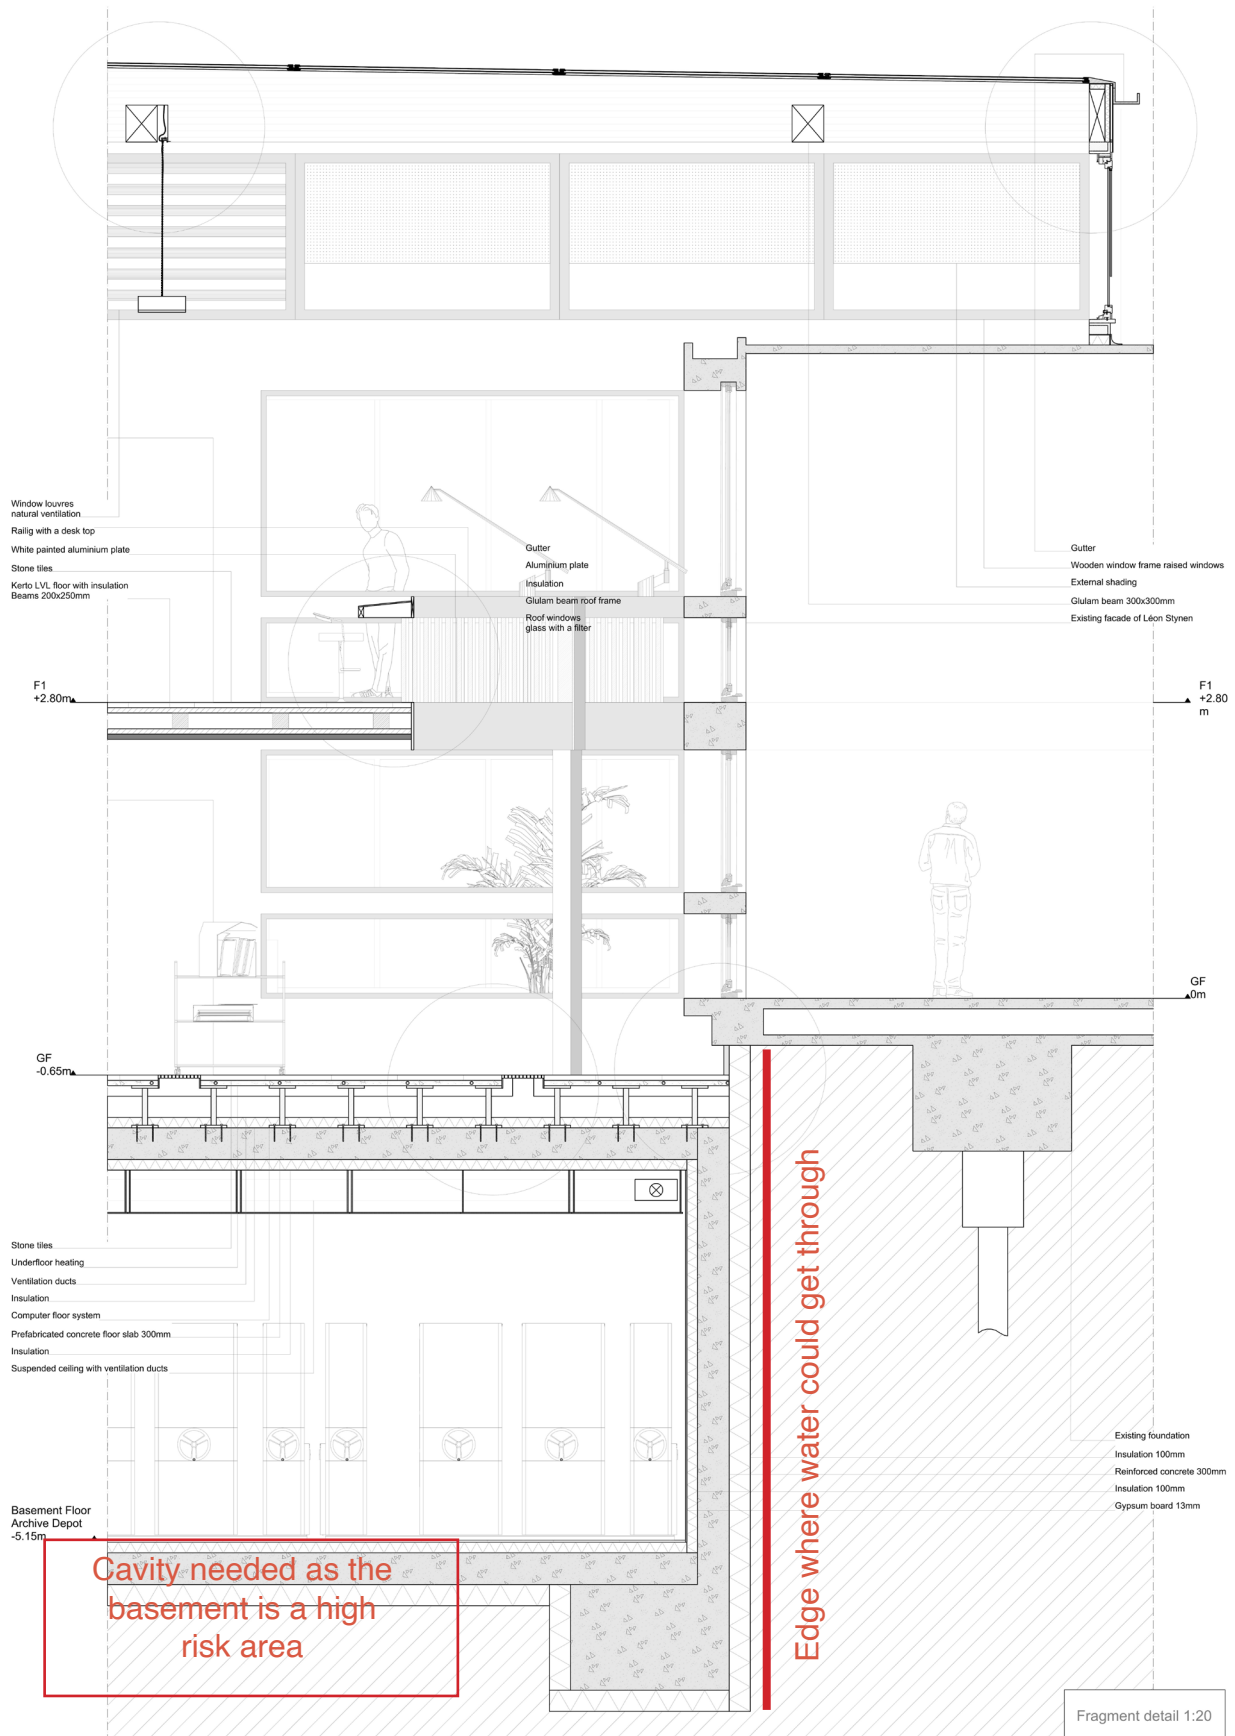 Window louvres
natural ventilation
Railig with a desk top
White painted aluminium plate
Stone tiles
Kerto LVL floor with insulation
Beams 200x250mm
Gutter
Aluminium plate
Insulation
Glulam beam roof frame
Roof windows
glass with a filter
Gutter
Wooden window frame raised windows
External shading
Glulam beam 300x300mm
Existing facade of Léon Stynen
F1
+2.80m
F1
+2.80
m
GF
0m
GF
-0.65m
Stone tiles
Underfloor heating
Ventilation ducts
Insulation
Computer floor system
Prefabricated concrete floor slab 300mm
Insulation
Suspended ceiling with ventilation ducts
Edge where water could get through
Existing foundation
Insulation 100mm
Reinforced concrete 300mm
Insulation 100mm
Gypsum board 13mm
Basement Floor
Archive Depot
-5.15m
Cavity needed as the
basement is a high
risk area
Fragment detail 1:20